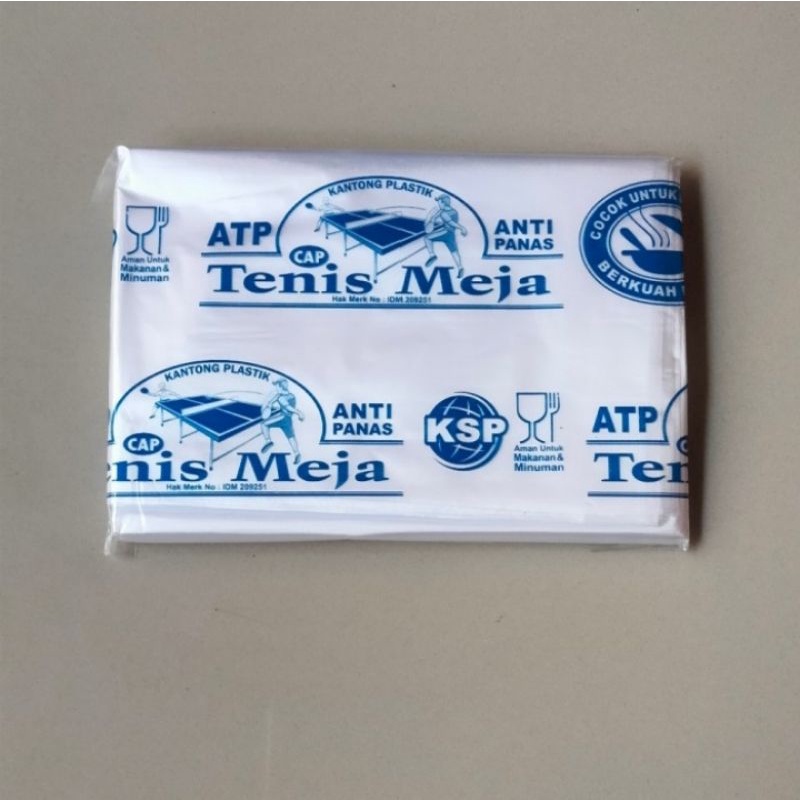 KANTONG PLASTIK
ATP
ANTI
PANAS
CAP
Tenis Meja
Hak Merk No : IDM 209251
Aman Untuk
Makanan &
Minuman
COCOK UNTUK
BERKUAH
KANTONG PLASTIK
ANTI
PANAS
CAP
enis Meja
Hak Merk No : IDM 209251
KSP
Aman Untuk
Makanan &
Minuman
ATP
Ten